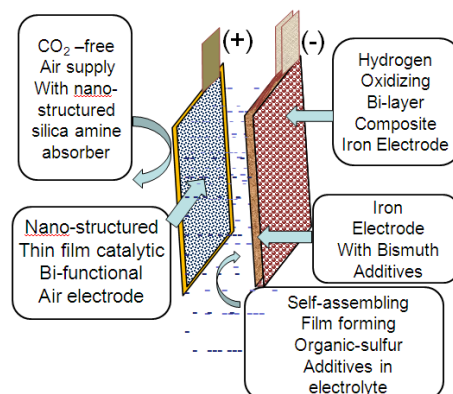 CO₂ –free
Air supply
With nano-
structured
silica amine
absorber
(+)
(-)
Hydrogen
Oxidizing
Bi-layer
Composite
Iron Electrode
Nano-structured
Thin film catalytic
Bi-functional
Air electrode
Iron
Electrode
With Bismuth
Additives
Self-assembling
Film forming
Organic-sulfur
Additives in
electrolyte